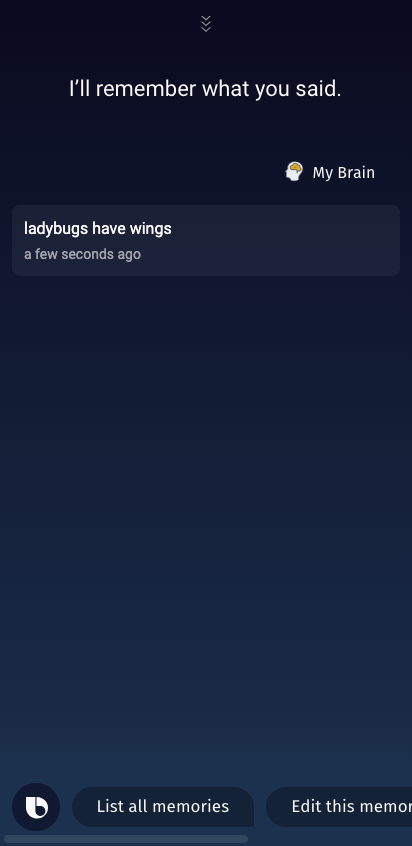 I’ll remember what you said.
My Brain
ladybugs have wings
a few seconds ago
List all memories
Edit this memor